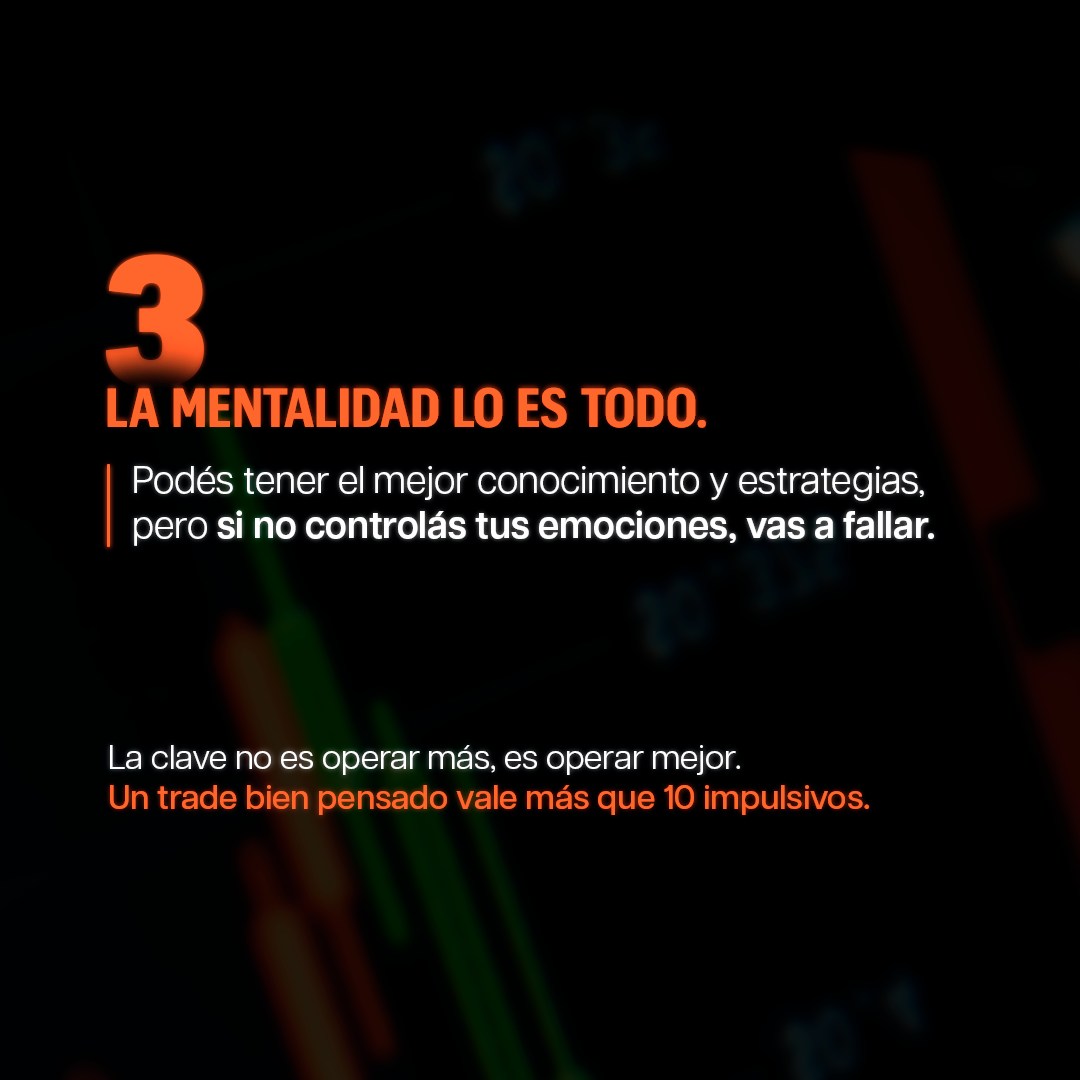 3
LA MENTALIDAD LO ES TODO.
Podés tener el mejor conocimiento y estrategias,
pero si no controlás tus emociones, vas a fallar.
La clave no es operar más, es operar mejor.
Un trade bien pensado vale más que 10 impulsivos.